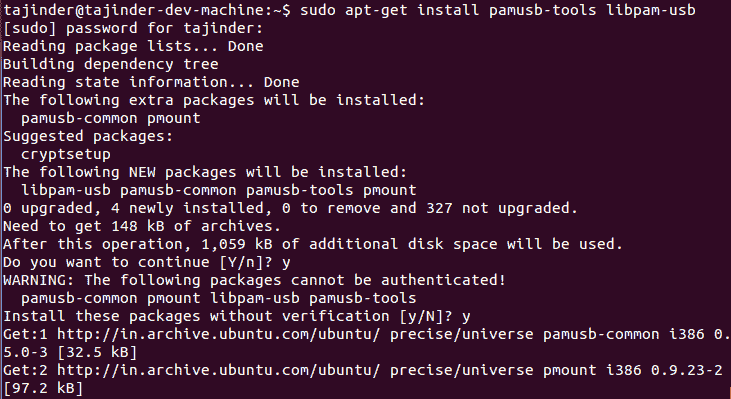 tajinder@tajinder-dev-machine:~$ sudo apt-get install pamusb-tools libpam-usb
[sudo] password for tajinder:
Reading package lists... Done
Building dependency tree
Reading state information... Done
The following extra packages will be installed:
  pamusb-common pmount
Suggested packages:
  cryptsetup
The following NEW packages will be installed:
  libpam-usb pamusb-common pamusb-tools pmount
0 upgraded, 4 newly installed, 0 to remove and 327 not upgraded.
Need to get 148 kB of archives.
After this operation, 1,059 kB of additional disk space will be used.
Do you want to continue [Y/n]? y
WARNING: The following packages cannot be authenticated!
  pamusb-common pmount libpam-usb pamusb-tools
Install these packages without verification [y/N]? y
Get:1 http://in.archive.ubuntu.com/ubuntu/ precise/universe pamusb-common i386 0.
5.0-3 [32.5 kB]
Get:2 http://in.archive.ubuntu.com/ubuntu/ precise/universe pmount i386 0.9.23-2
[97.2 kB]